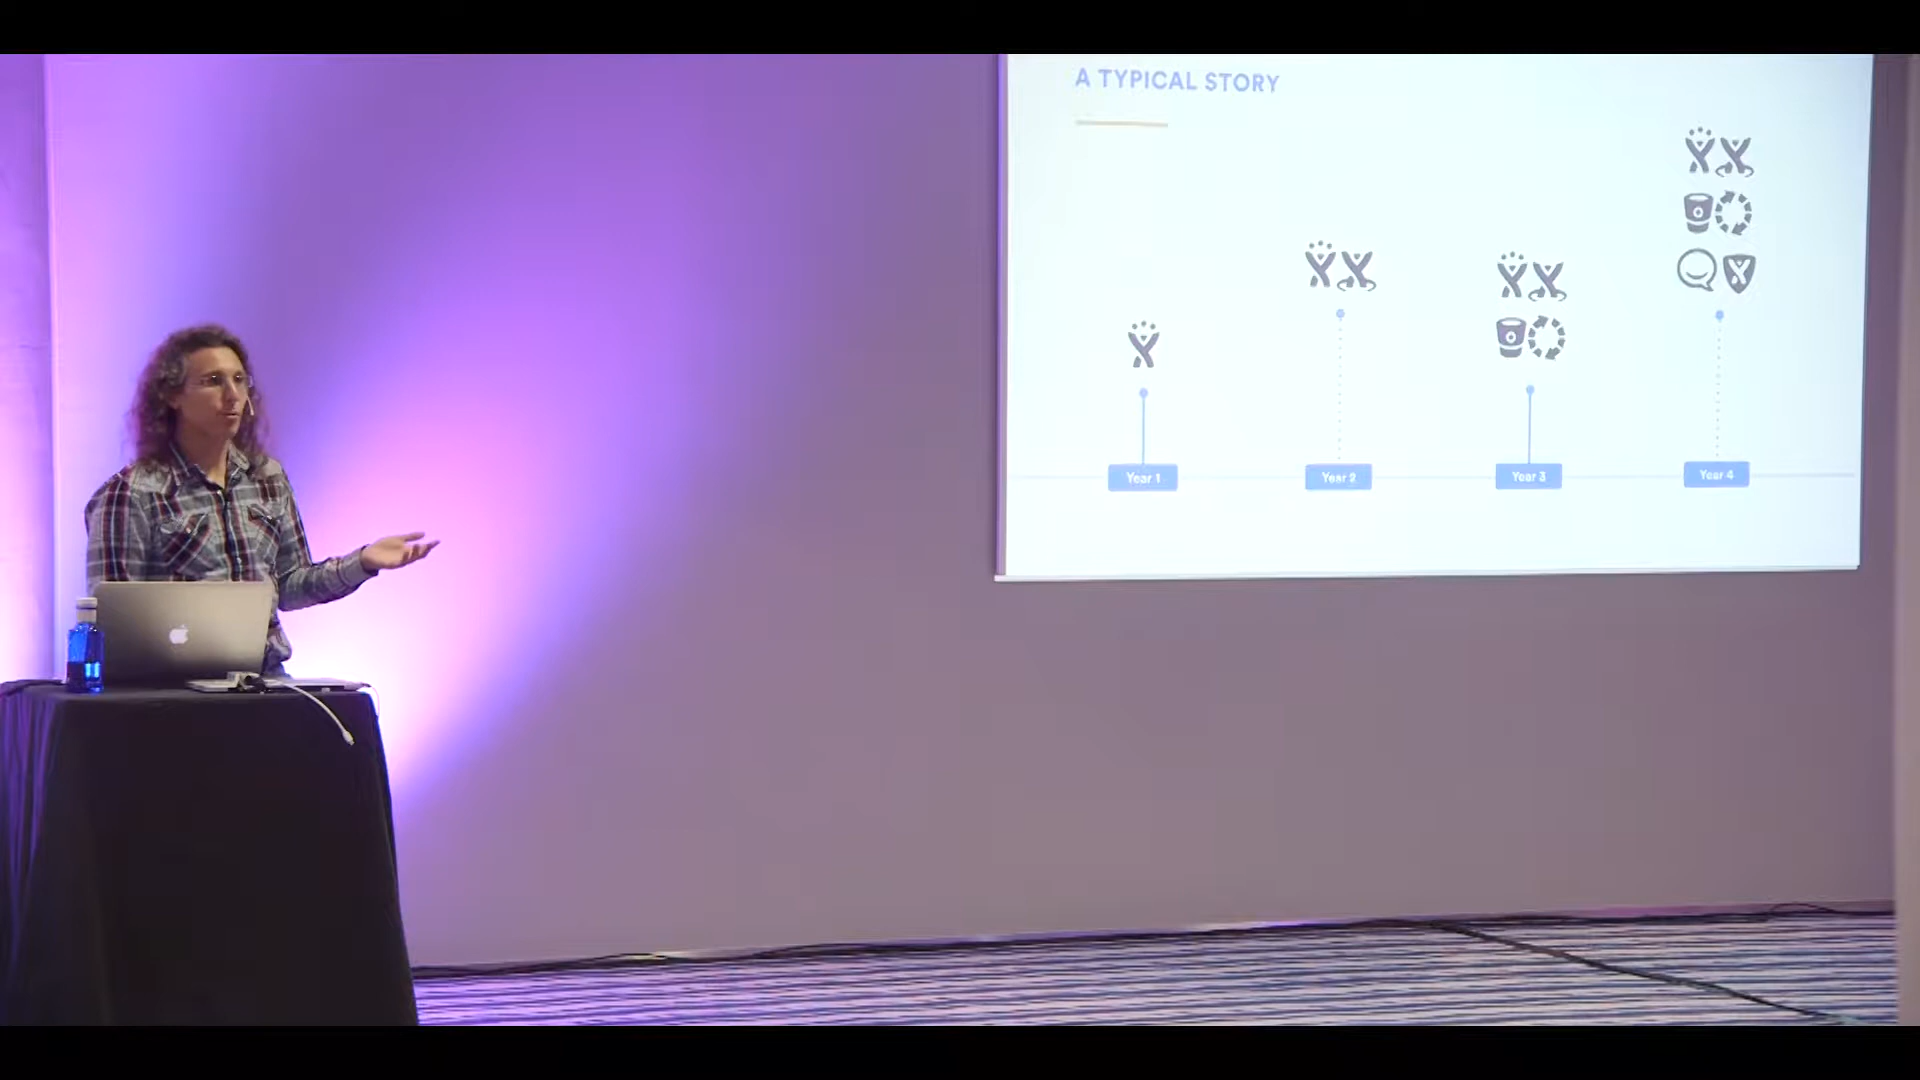 A TYPICAL STORY
Year 1
Year 2
Year 3
Year 4